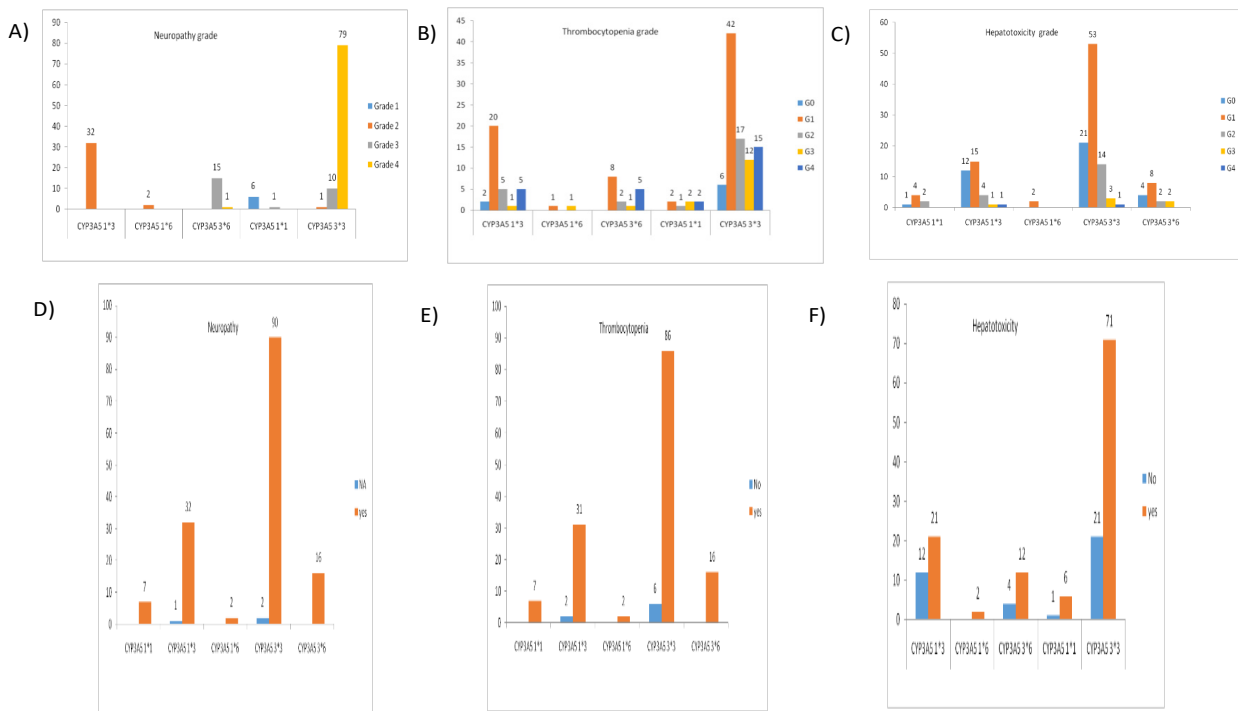 A)
Neuropathy grade
90
80
70
60
50
40
30
20
10
0
32
2
15
1
6
1
1
10
79
CYP3A5 1*3 CYP3A5 1*6 CYP3A5 3*6 CYP3A5 1*1 CYP3A5 3*3
Grade 1
Grade 2
Grade 3
Grade 4
B)
Thrombocytopenia grade
45
40
35
30
25
20
15
10
5
0
2 20 5 1 5
1 1
8 2 1 5
2 1 2 2
6 42 17 12 15
CYP3A5 1*3 CYP3A5 1*6 CYP3A5 3*6 CYP3A5 1*1 CYP3A5 3*3
G0
G1
G2
G3
G4
C)
Hepatotoxicity grade
60
50
40
30
20
10
0
1 4 2
12 15 4 1 1
2
21 53 14 3 1
4 8 2 2
CYP3A5 1*1 CYP3A5 1*3 CYP3A5 1*6 CYP3A5 3*3 CYP3A5 3*6
G0
G1
G2
G3
G4
D)
Neuropathy
100
90
80
70
60
50
40
30
20
10
0
7
1 32
2
2 90
16
CYP3A5 1*1 CYP3A5 1*3 CYP3A5 1*6 CYP3A5 3*3 CYP3A5 3*6
NA
yes
E)
Thrombocytopenia
100
90
80
70
60
50
40
30
20
10
0
7
2 31
2
6 86
16
CYP3A5 1*1 CYP3A5 1*3 CYP3A5 1*6 CYP3A5 3*3 CYP3A5 3*6
No
yes
F)
Hepatotoxicity
80
70
60
50
40
30
20
10
0
12 21
2
4 12
1 6
21 71
CYP3A5 1*3 CYP3A5 1*6 CYP3A5 3*6 CYP3A5 1*1 CYP3A5 3*3
No
yes